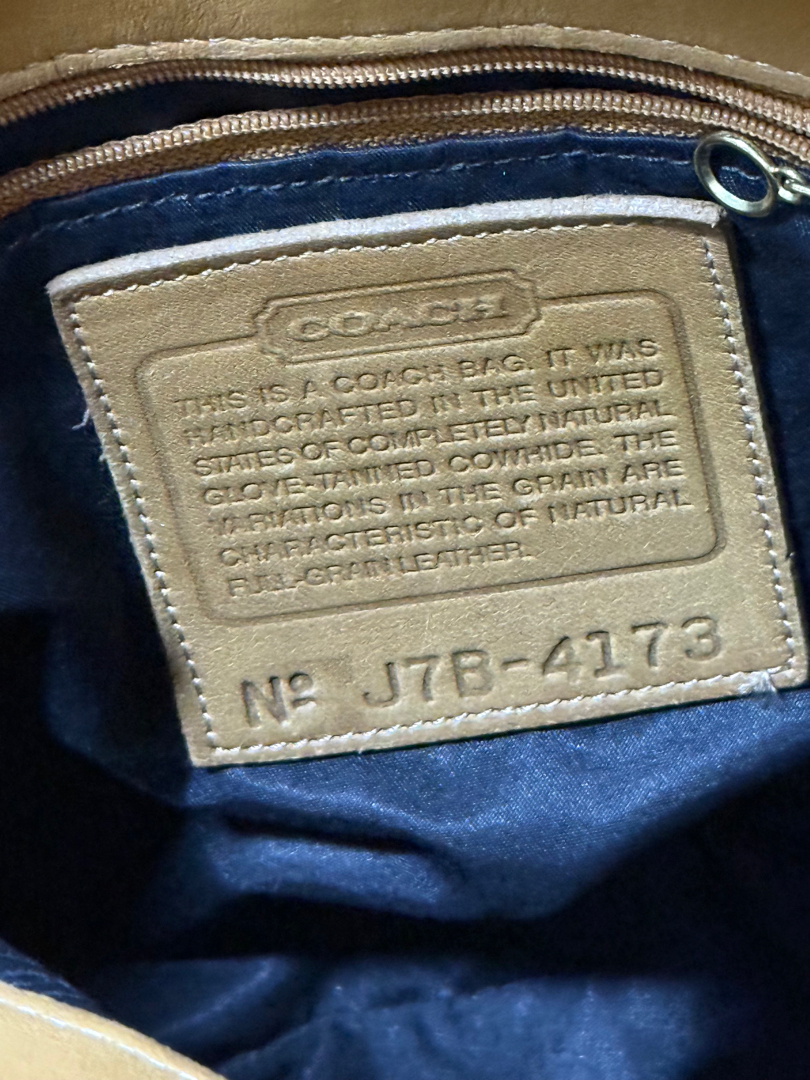 COACH
THIS IS A COACH BAG. IT WAS
HANDCRAFTED IN THE UNITED
STATES OF COMPLETELY NATURAL
GLOVE-TANNED COWHIDE. THE
VARIATIONS IN THE GRAIN ARE
CHARACTERISTIC OF NATURAL
FULL-GRAIN LEATHER.
Nº J7B-4173